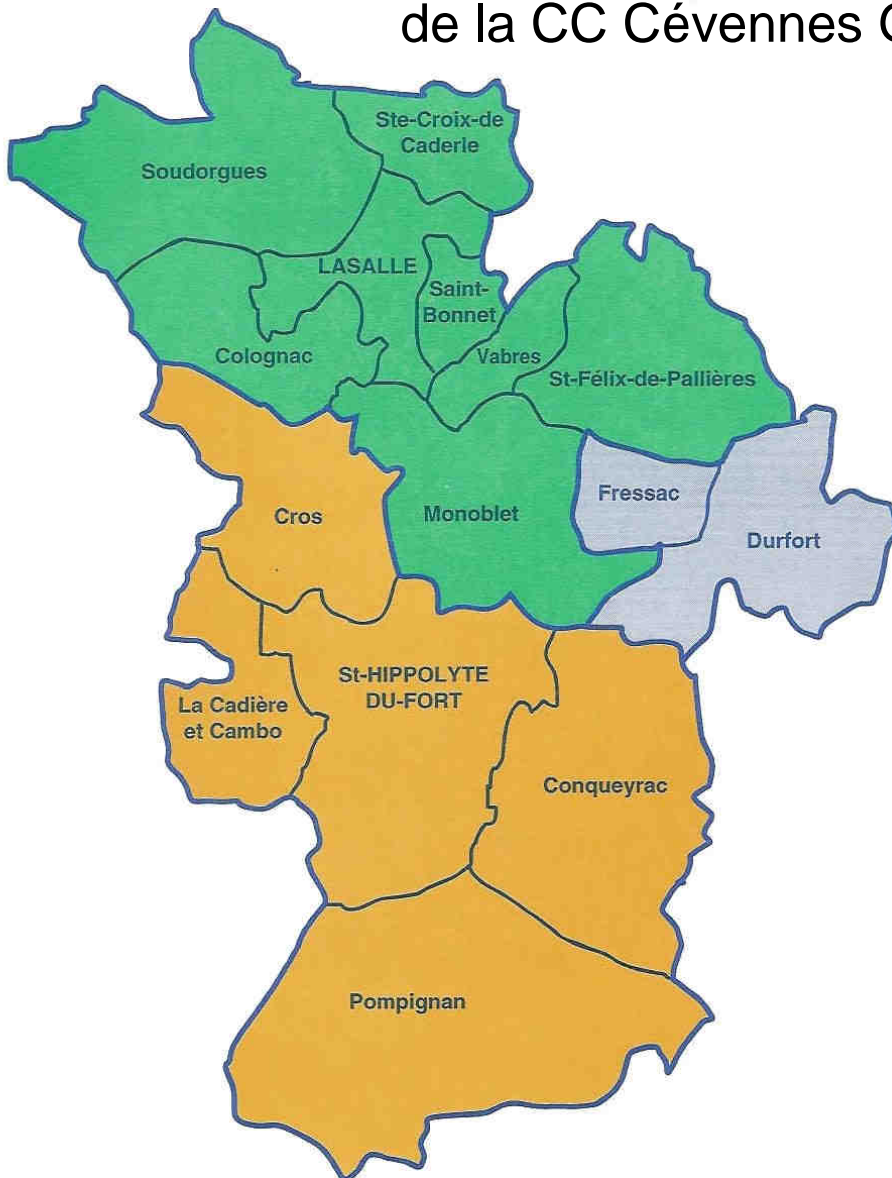 de la CC Cévennes
Ste-Croix-de
Caderle
Soudorgues
LASALLE
Saint-
Bonnet
Colognac
Vabres
St-Félix-de-Pallières
Fressac
Cros
Monoblet
Durfort
St-HIPPOLYTE
DU-FORT
La Cadière
et Cambo
Conqueyrac
Pompignan